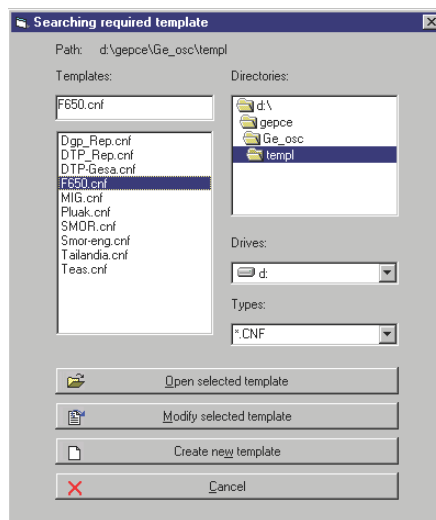 Searching required template
Path: d:\gepce\Ge_osc\templ
Templates:
F650.cnf
Dgp_Rep.cnf
DTP_Rep.cnf
DTP-Gesa.cnf
F650.cnf
MIG.cnf
Pluak.cnf
SMOR.cnf
Smor-eng.cnf
Tailandia.cnf
Teas.cnf
Directories:
d:\
gepce
Ge_osc
templ
Drives:
d:
Types:
*.CNF
Open selected template
Modify selected template
Create new template
Cancel